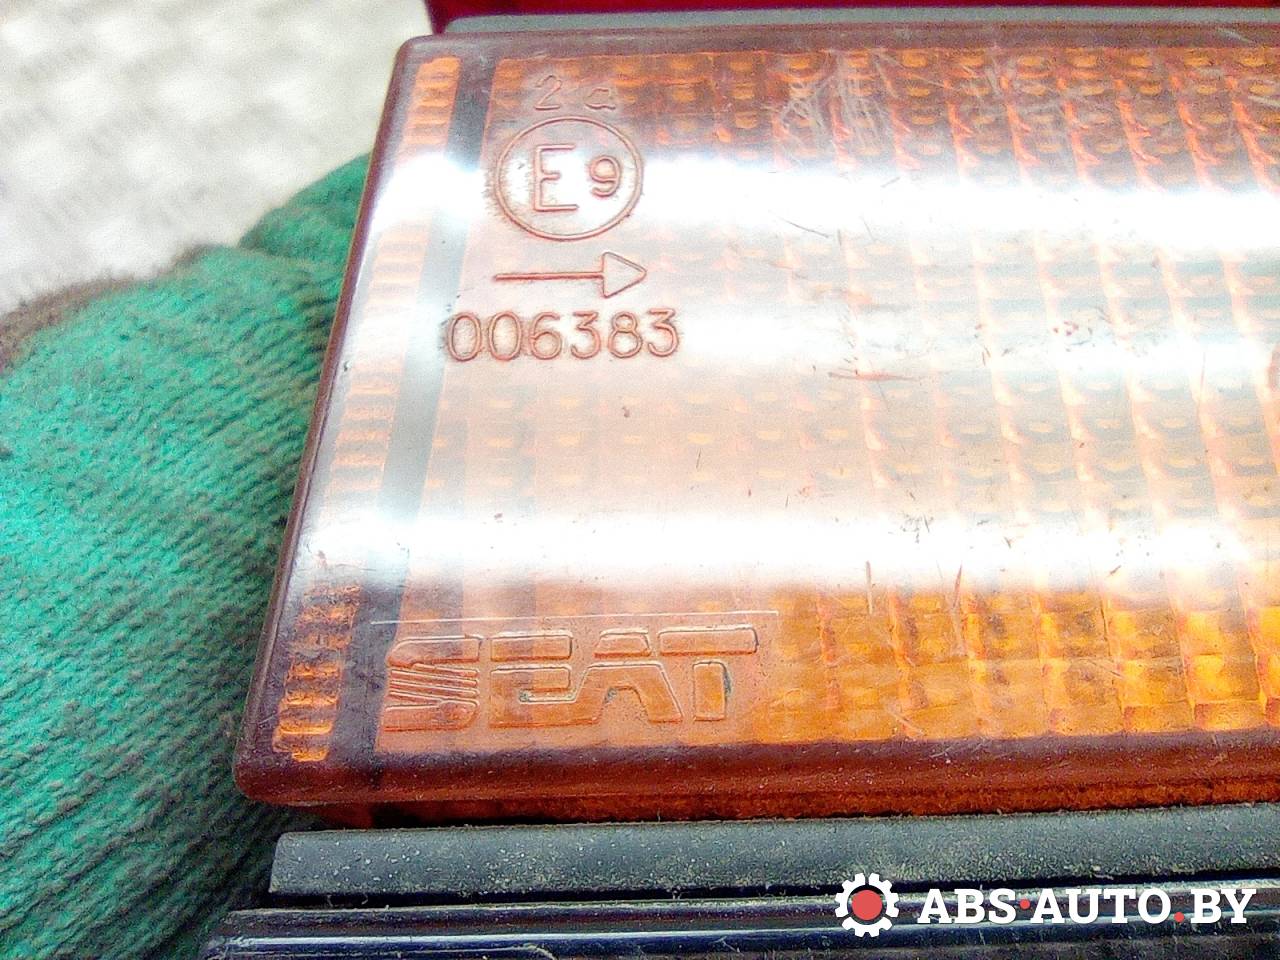 2a
E9
006383
SEAT
ABS·AUTO.BY